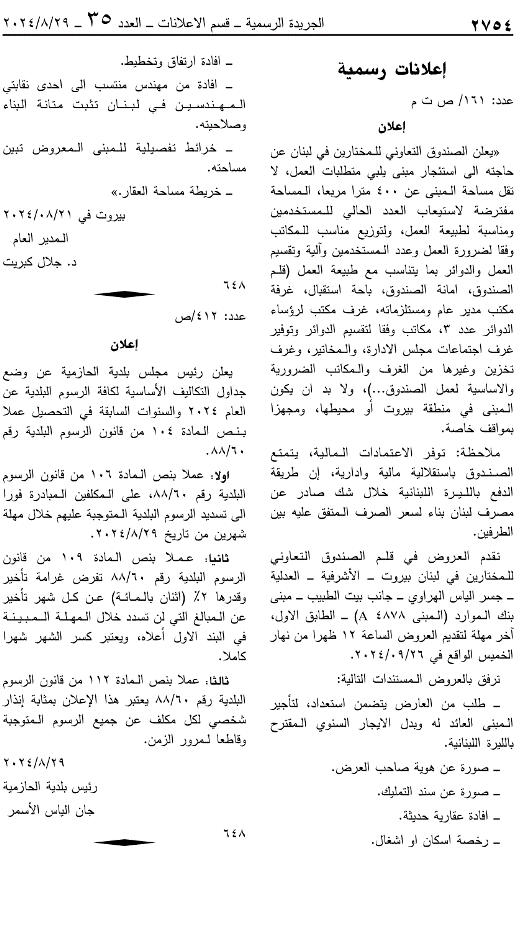 ٢٧٥٤
الجريدة الرسمية ــ قسم الاعلانات ــ العدد ٣٥ ــ ٢٠٢٤/٨/٢٩
إعلانات رسمية
عدد: ١٦١/ ص ت م
إعلان
«يعلن الصندوق التعاوني للمختارين في لبنان عن
حاجته الى استئجار مبنى يلبي متطلبات العمل، لا
تقل مساحة المبنى عن ٤٠٠ مترا مربعا، المساحة
مفترضة لاستيعاب العدد الحالي للمستخدمين
ومناسبة لطبيعة العمل، ولتوزيع مناسب للمكاتب
وفقا لضرورة العمل وعدد المستخدمين وآلية وتقسيم
العمل والدوائر بما يتناسب مع طبيعة العمل (قلم
الصندوق، امانة الصندوق، باحة استقبال، غرفة
مكتب مدير عام ومستلزماته، غرف مكتب لرؤساء
الدوائر عدد ٣، مكاتب وفقا لتقسيم الدوائر وتوفير
غرف اجتماعات مجلس الادارة، والمخاتير، وغرف
تخزين وغيرها من الغرف والمكاتب الضرورية
والاساسية لعمل الصندوق...)، ولا بد ان يكون
المبنى في منطقة بيروت أو محيطها، ومجهزا
بمواقف خاصة.
ملاحظة: توفر الاعتمادات المالية، يتمتع
الصندوق باستقلالية مالية وادارية، إن طريقة
الدفع بالليرة اللبنانية خلال شك صادر عن
مصرف لبنان بناء لسعر الصرف المتفق عليه بين
الطرفين.
تقدم العروض في قلم الصندوق التعاوني
للمختارين في لبنان بيروت ــ الأشرفية ــ العدلية
ــ جسر الياس الهراوي ــ جانب بيت الطبيب ــ مبنى
بنك الموارد (المبنى ٤٨٧٨ A) ــ الطابق الاول،
آخر مهلة لتقديم العروض الساعة ١٢ ظهرا من نهار
الخميس الواقع في ٢٠٢٤/٠٩/٢٦.
ترفق بالعروض المستندات التالية:
ــ طلب من العارض يتضمن استعداد، لتأجير
المبنى العائد له وبدل الايجار السنوي المقترح
بالليرة اللبنانية.
ــ صورة عن هوية صاحب العرض.
ــ صورة عن سند التمليك.
ــ افادة عقارية حديثة.
ــ رخصة اسكان او اشغال.
ــ افادة ارتفاق وتخطيط.
ــ افادة من مهندس منتسب الى احدى نقابتي
المهندسين في لبنان تثبت متانة البناء
وصلاحيته.
ــ خرائط تفصيلية للمبنى المعروض تبين
مساحته.
ــ خريطة مساحة العقار.»
بيروت في ٢٠٢٤/٠٨/٢١
المدير العام
د. جلال كبريت
٦٤٨
عدد: ٤١٢/ص
إعلان
يعلن رئيس مجلس بلدية الحازمية عن وضع
جداول التكاليف الأساسية لكافة الرسوم البلدية عن
العام ٢٠٢٤ والسنوات السابقة في التحصيل عملا
بنص المادة ١٠٤ من قانون الرسوم البلدية رقم
٨٨/٦٠.
اولا: عملا بنص المادة ١٠٦ من قانون الرسوم
البلدية رقم ٨٨/٦٠، على المكلفين المبادرة فورا
الى تسديد الرسوم البلدية المتوجبة عليهم خلال مهلة
شهرين من تاريخ ٢٠٢٤/٨/٢٩.
ثانيا: عملا بنص المادة ١٠٩ من قانون
الرسوم البلدية رقم ٨٨/٦٠ تفرض غرامة تأخير
وقدرها ٢٪ (اثنان بالمائة) عن كل شهر تأخير
عن المبالغ التي لن تسدد خلال المهلة المبينة
في البند الاول أعلاه، ويعتبر كسر الشهر شهرا
كاملا.
ثالثا: عملا بنص المادة ١١٢ من قانون الرسوم
البلدية رقم ٨٨/٦٠ يعتبر هذا الإعلان بمثابة إنذار
شخصي لكل مكلف عن جميع الرسوم المتوجبة
وقاطعا لمرور الزمن.
٢٠٢٤/٨/٢٩
رئيس بلدية الحازمية
جان الياس الأسمر
٦٤٨